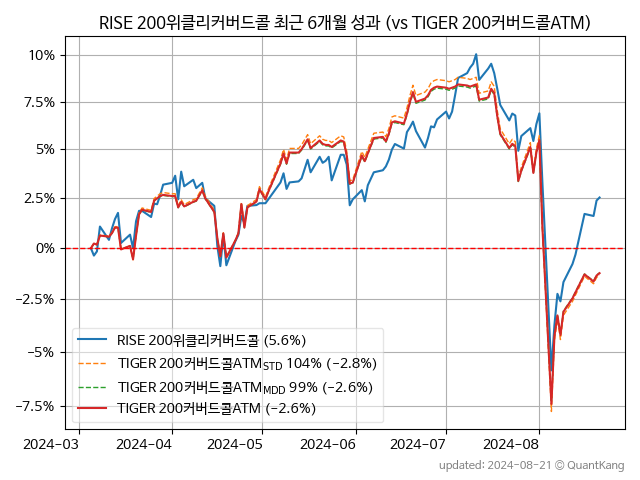 RISE 200위클리커버드콜 최근 6개월 성과 (vs TIGER 200커버드콜ATM)
10%
7.5%
5%
2.5%
0%
−2.5%
−5%
−7.5%
RISE 200위클리커버드콜 (5.6%)
TIGER 200커버드콜ATM_STD 104% (−2.8%)
TIGER 200커버드콜ATM_MDD 99% (−2.6%)
TIGER 200커버드콜ATM (−2.6%)
2024-03 2024-04 2024-05 2024-06 2024-07 2024-08
updated: 2024-08-21 © QuantKang